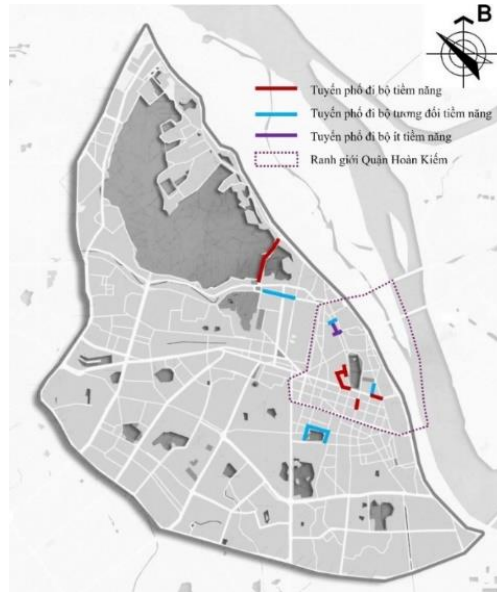 B
Tuyến phố đi bộ tiềm năng
Tuyến phố đi bộ tương đối tiềm năng
Tuyến phố đi bộ ít tiềm năng
Ranh giới Quận Hoàn Kiếm